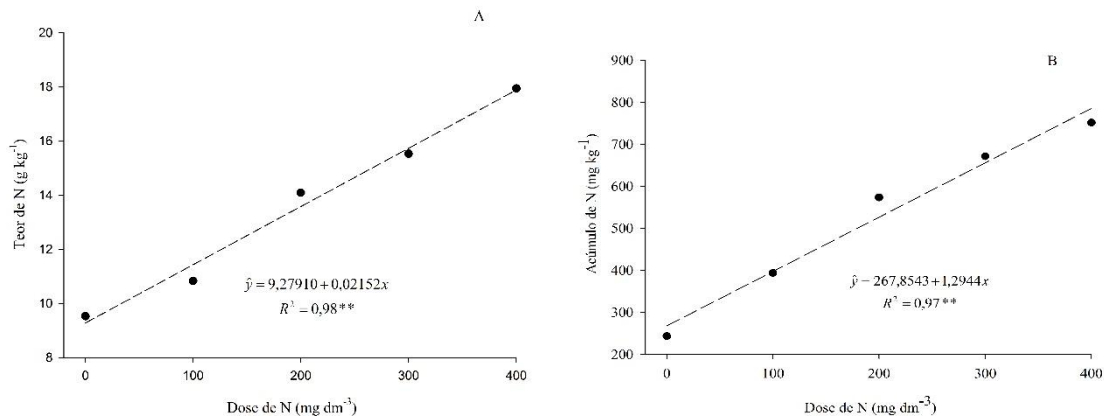 A
20
18
16
14
12
10
8
Teor de N (g kg⁻¹)
ŷ = 9,27910 + 0,02152x
R² = 0,98**
0 100 200 300 400
Dose de N (mg dm⁻³)
B
900
800
700
600
500
400
300
200
Acúmulo de N (mg kg⁻¹)
ŷ − 267,8543 + 1,2944x
R² = 0,97**
0 100 200 300 400
Dose de N (mg dm⁻³)